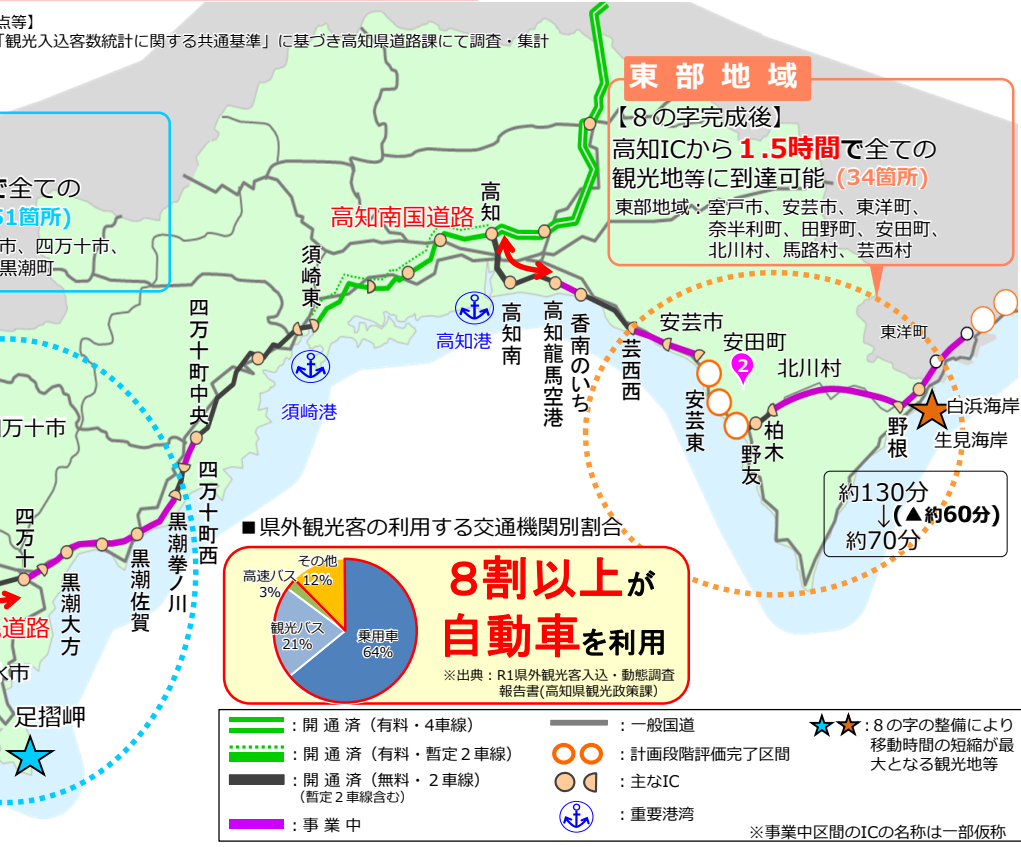 点等】
「観光入込客数統計に関する共通基準」に基づき高知県道路課にて調査・集計
東部地域
【８の字完成後】
高知ICから1.5時間で全ての
観光地等に到達可能 (34箇所)
東部地域：室戸市、安芸市、東洋町、
奈半利町、田野町、安田町、
北川村、馬路村、芸西村
で全ての
51箇所)
市、四万十市、
黒潮町
高知南国道路
高知
須崎東
高知港
須崎港
高知南
高知龍馬空港
香南のいち
芸西西
安芸市
安田町
2
北川村
東洋町
安芸東
野友
柏木
野根
白浜海岸
生見海岸
約130分
↓(▲約60分)
約70分
四万十町中央
万十市
四万十町西
四万十
黒潮拳ノ川
黒潮佐賀
黒潮大方
道路
市
足摺岬
■県外観光客の利用する交通機関別割合
その他
12%
高速バス
3%
観光バス
21%
乗用車
64%
8割以上が
自動車を利用
※出典：R1県外観光客入込・動態調査
報告書(高知県観光政策課)
：開通済（有料・4車線）
：開通済（有料・暫定２車線）
：開通済（無料・２車線）
（暫定２車線含む）
：事業中
：一般国道
：計画段階評価完了区間
：主なIC
：重要港湾
：８の字の整備により
移動時間の短縮が最
大となる観光地等
※事業中区間のICの名称は一部仮称